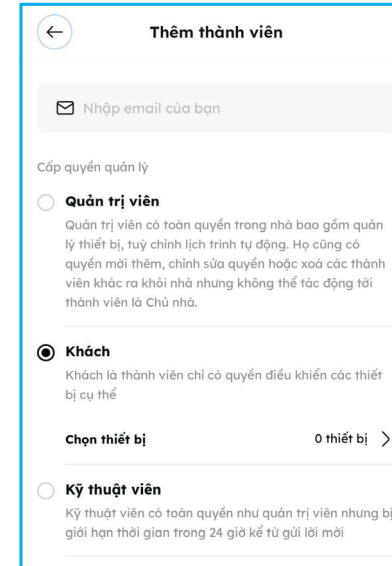 Thêm thành viên
Nhập email của bạn
Cấp quyền quản lý
Quản trị viên
Quản trị viên có toàn quyền trong nhà bao gồm quản
lý thiết bị, tuỳ chỉnh lịch trình tự động. Họ cũng có
quyền mời thêm, chỉnh sửa quyền hoặc xoá các thành
viên khác ra khỏi nhà nhưng không thể tác động tới
thành viên là Chủ nhà.
Khách
Khách là thành viên chỉ có quyền điều khiển các thiết
bị cụ thể
Chọn thiết bị 0 thiết bị
Kỹ thuật viên
Kỹ thuật viên có toàn quyền như quản trị viên nhưng bị
giới hạn thời gian trong 24 giờ kể từ gửi lời mời